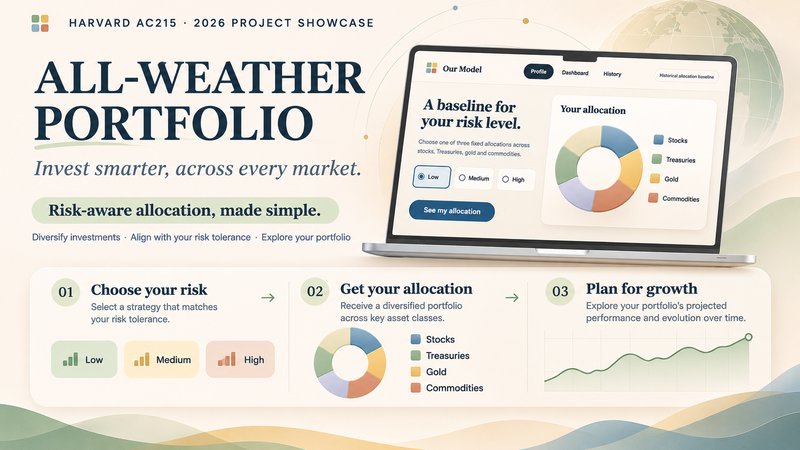 HARVARD AC215 · 2026 PROJECT SHOWCASE
ALL-WEATHER
PORTFOLIO
Invest smarter, across every market.
Risk-aware allocation, made simple.
Diversify investments · Align with your risk tolerance · Explore your portfolio
Our Model
Profile
Dashboard
History
Historical allocation baseline
A baseline for
your risk level.
Choose one of three fixed allocations across
stocks, Treasuries, gold and commodities.
Low
Medium
High
See my allocation
Your allocation
Stocks
Treasuries
Gold
Commodities
01
Choose your risk
Select a strategy that matches
your risk tolerance.
Low
Medium
High
02
Get your allocation
Receive a diversified portfolio
across key asset classes.
Stocks
Treasuries
Gold
Commodities
03
Plan for growth
Explore your portfolio's projected
performance and evolution over time.